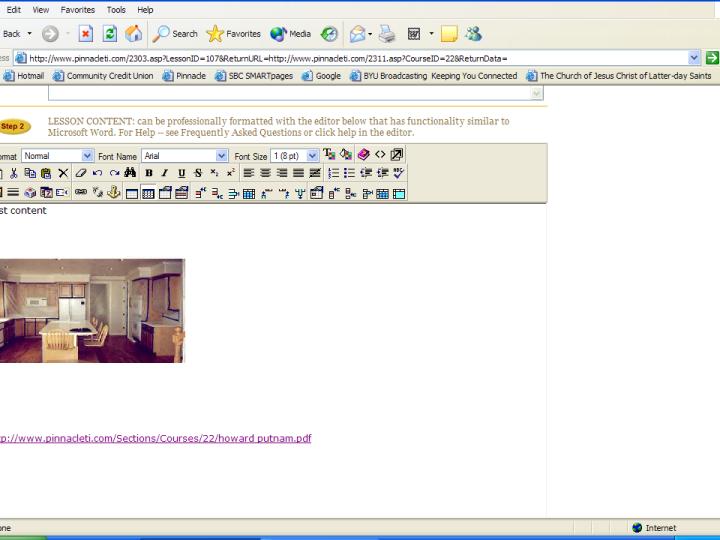 Edit View Favorites Tools Help
Back Search Favorites Media
ess http://www.pinnacleti.com/2303.asp?LessonID=107&ReturnURL=http://www.pinnacleti.com/2311.asp?CourseID=22&ReturnData= Go
Hotmail Community Credit Union Pinnacle SBC SMARTpages Google BYU Broadcasting Keeping You Connected The Church of Jesus Christ of Latter-day Saints
Step 2 LESSON CONTENT: can be professionally formatted with the editor below that has functionality similar to
Microsoft Word. For Help -- see Frequently Asked Questions or click help in the editor.
ormat Normal Font Name Arial Font Size 1 (8 pt)
B I U S x₂ x²
st content
tp://www.pinnacleti.com/Sections/Courses/22/howard putnam.pdf
one Internet